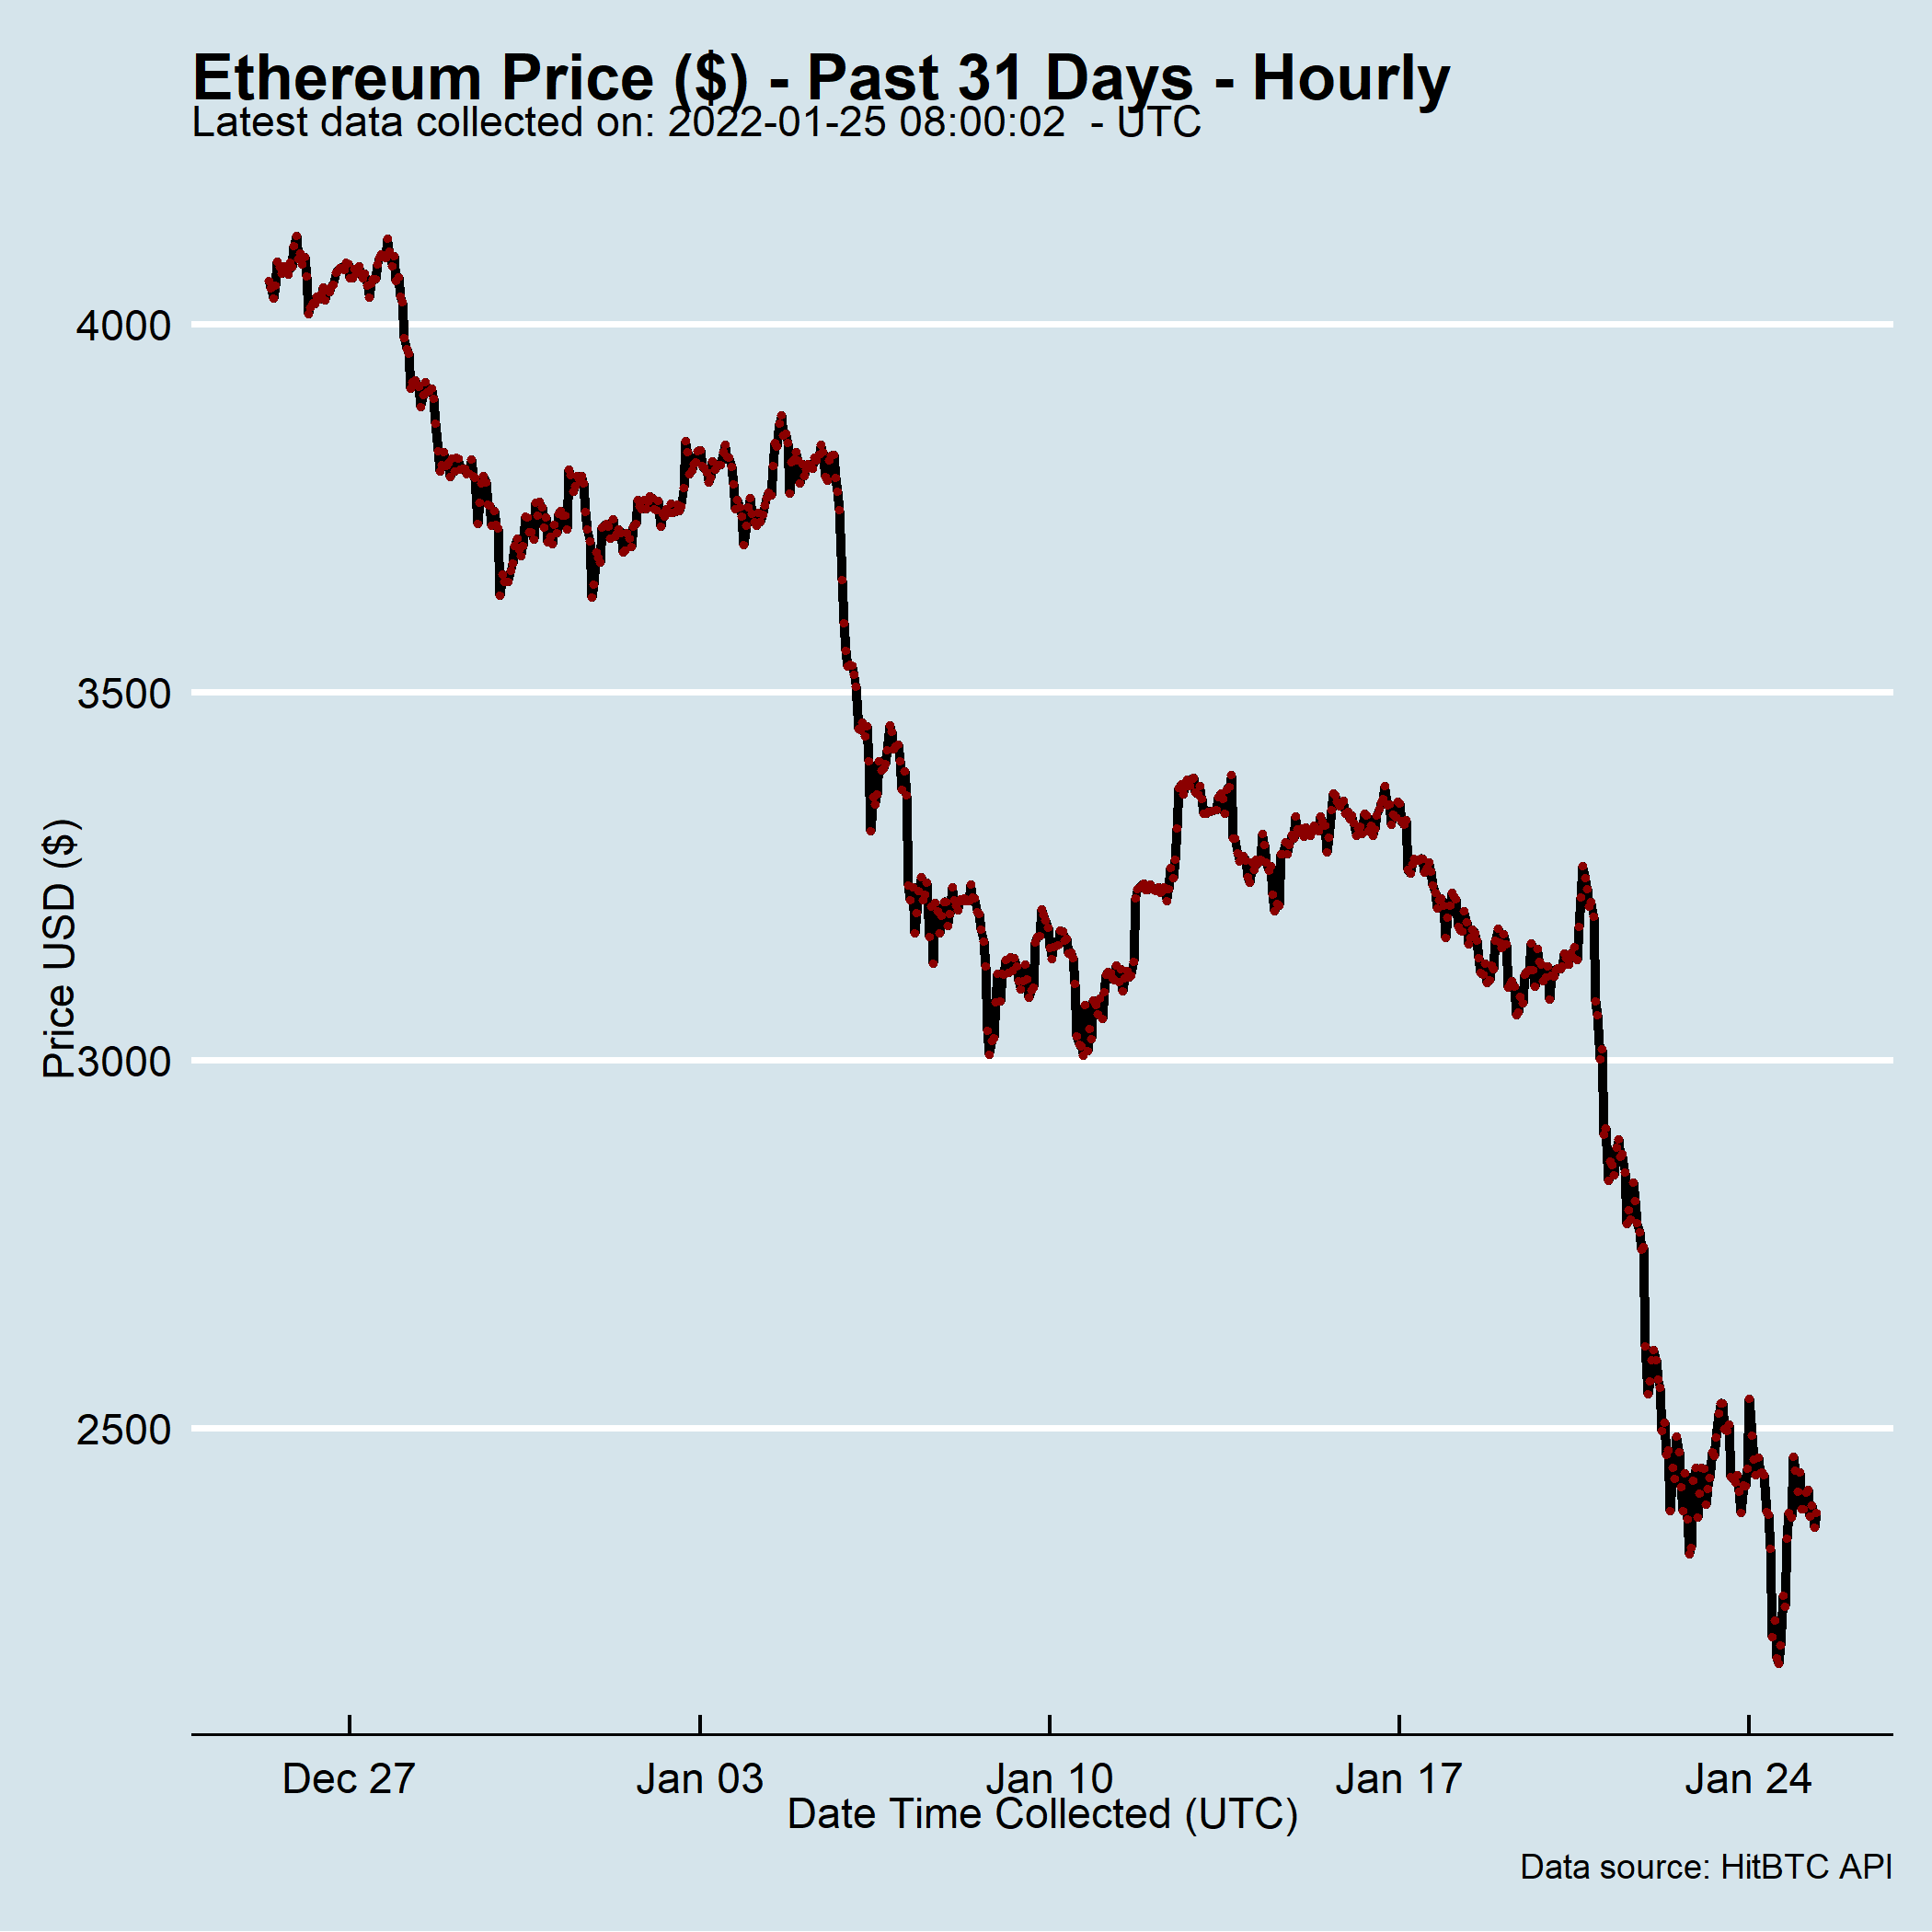 Ethereum Price ($) - Past 31 Days - Hourly
Latest data collected on: 2022-01-25 08:00:02  - UTC
4000
3500
3000
2500
Price USD ($)
Dec 27
Jan 03
Jan 10
Jan 17
Jan 24
Date Time Collected (UTC)
Data source: HitBTC API